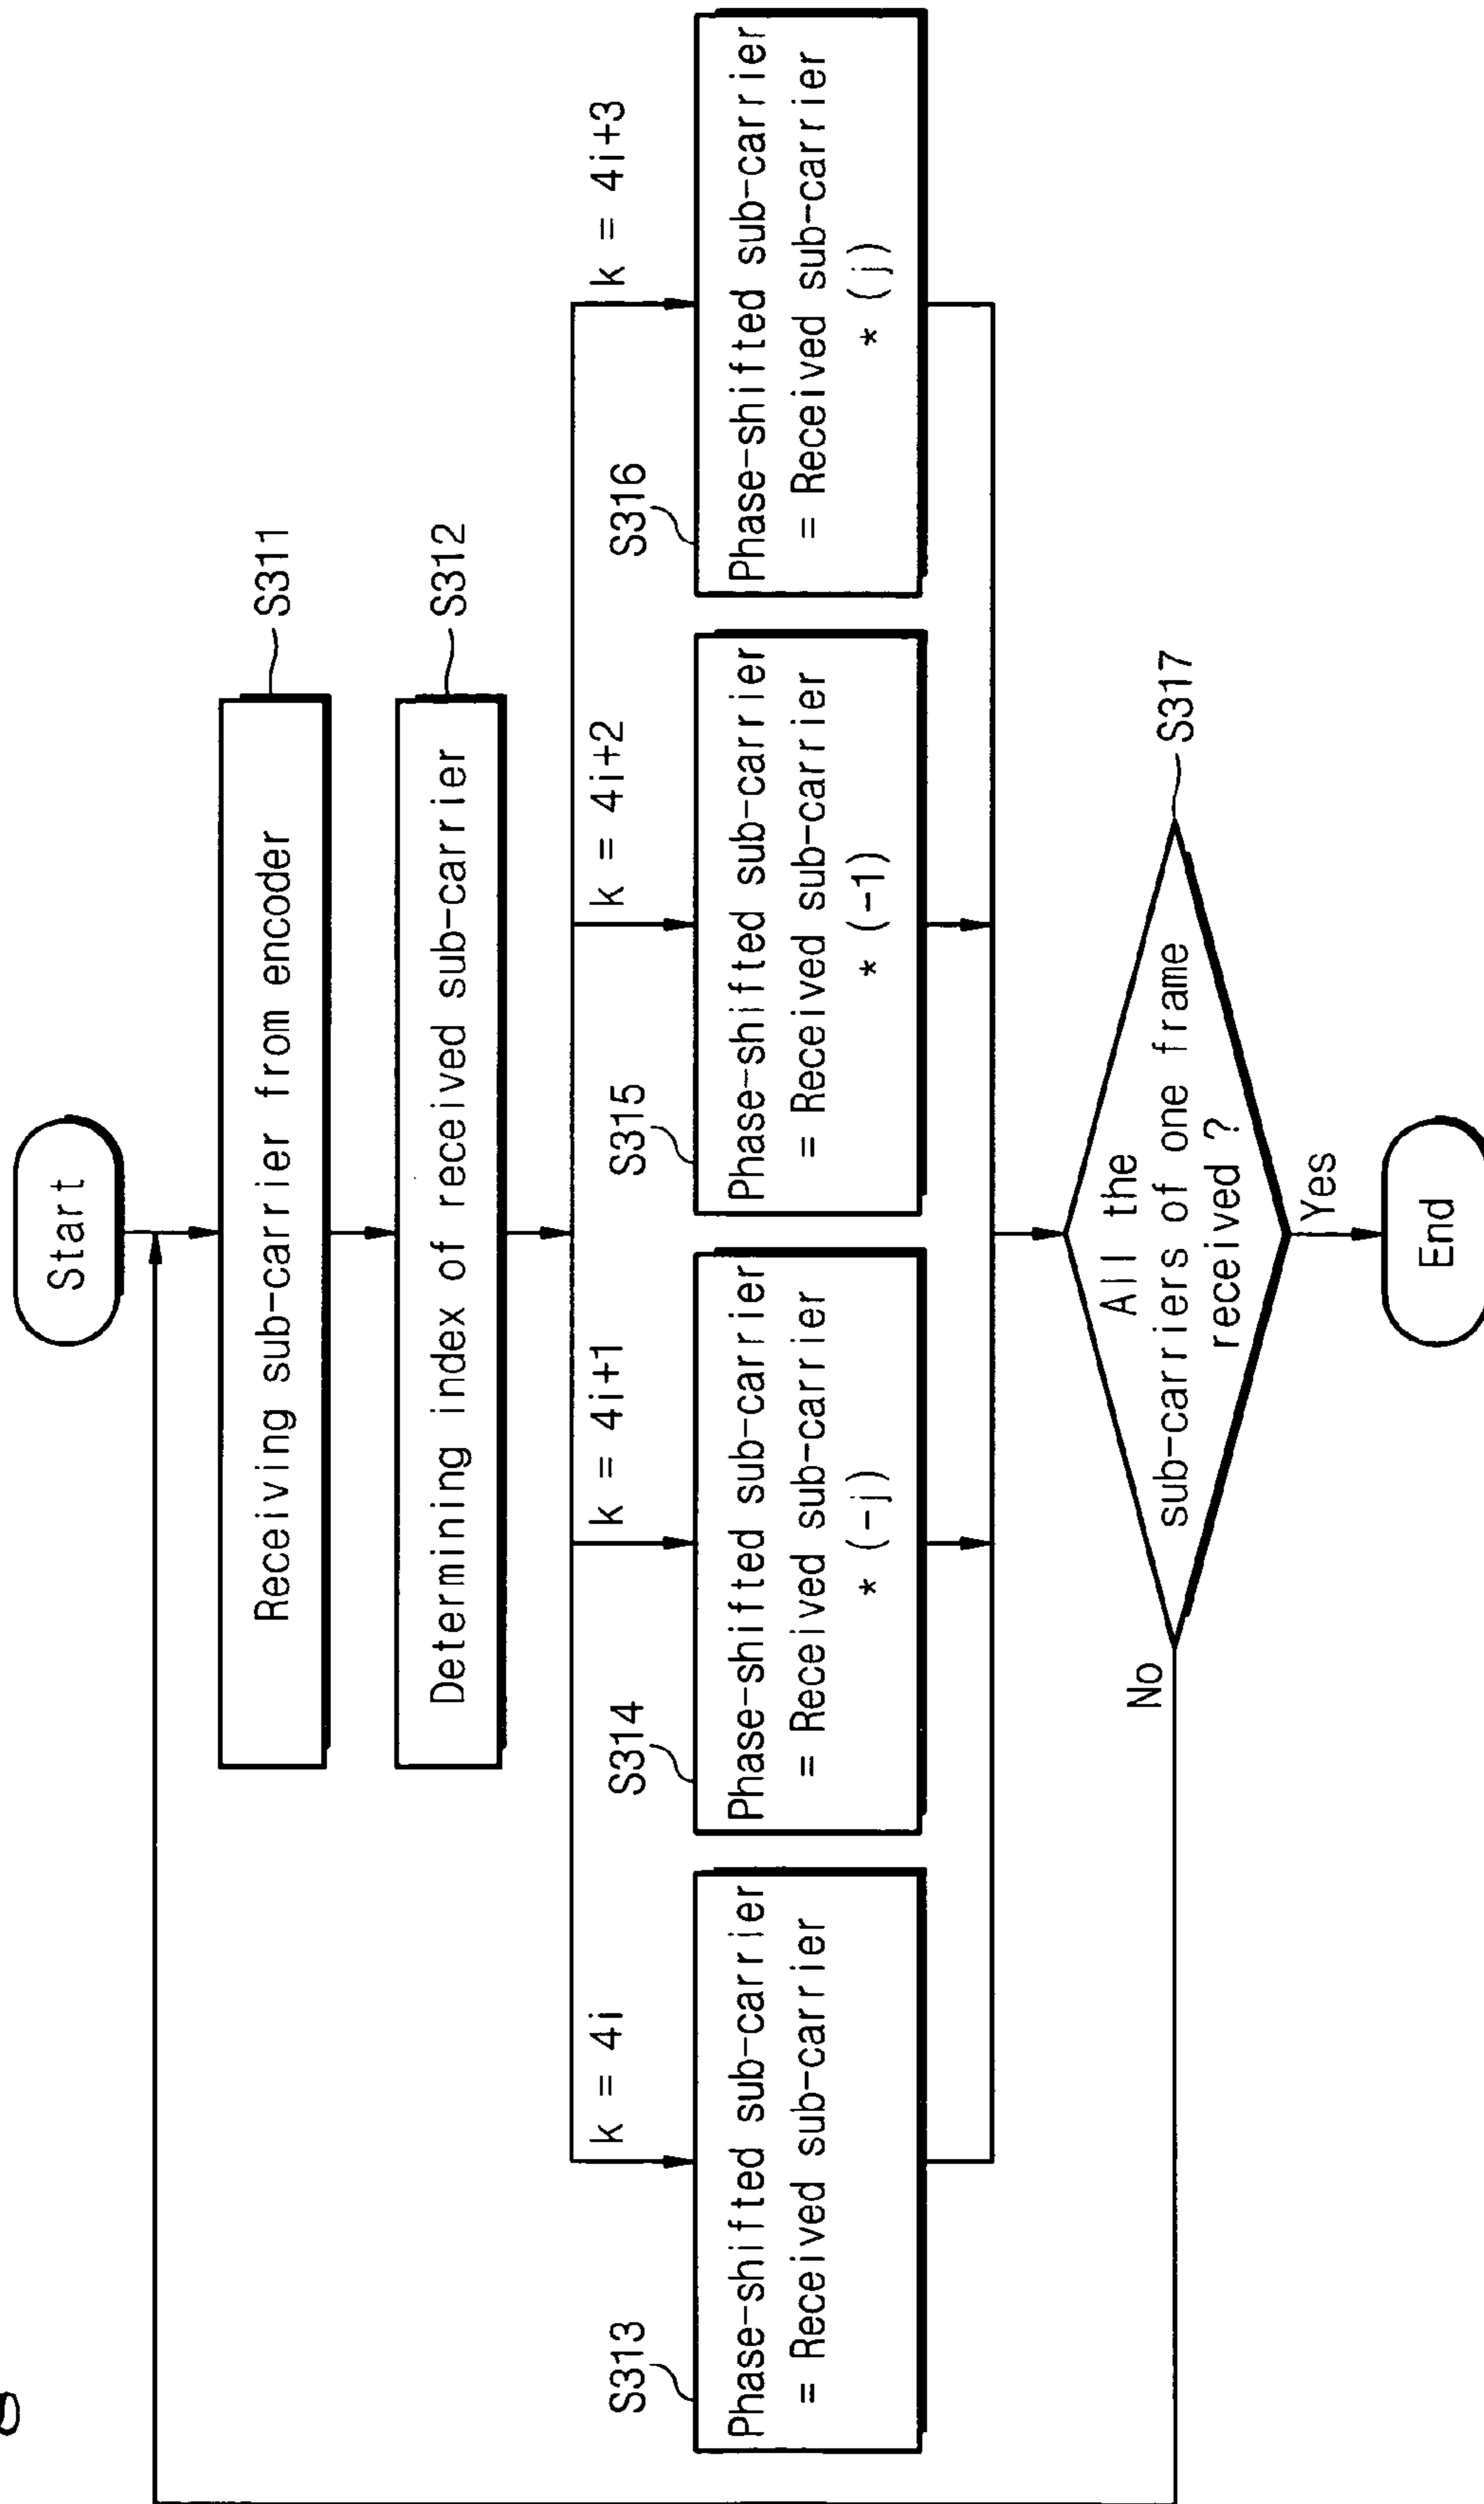 Start
Receiving sub-carrier from encoder
S311
Determining index of received sub-carrier
S312
k = 4i
k = 4i+1
k = 4i+2
k = 4i+3
S313
Phase-shifted sub-carrier
= Received sub-carrier
S314
Phase-shifted sub-carrier
= Received sub-carrier
* (-j)
S315
Phase-shifted sub-carrier
= Received sub-carrier
* (-1)
S316
Phase-shifted sub-carrier
= Received sub-carrier
* (j)
All the
sub-carriers of one frame
received ?
S317
No
Yes
End